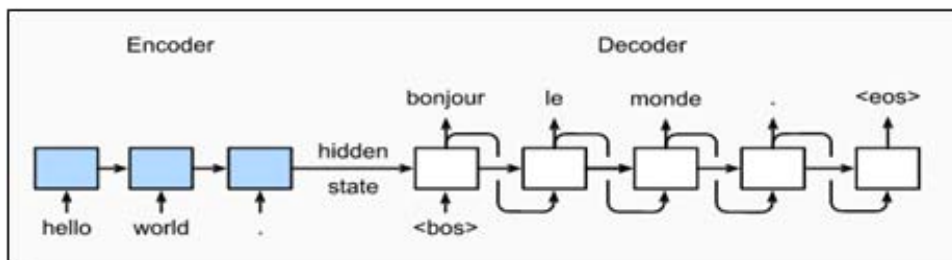 Encoder Decoder
bonjour le monde . <eos>
hidden
state
hello world . <bos>